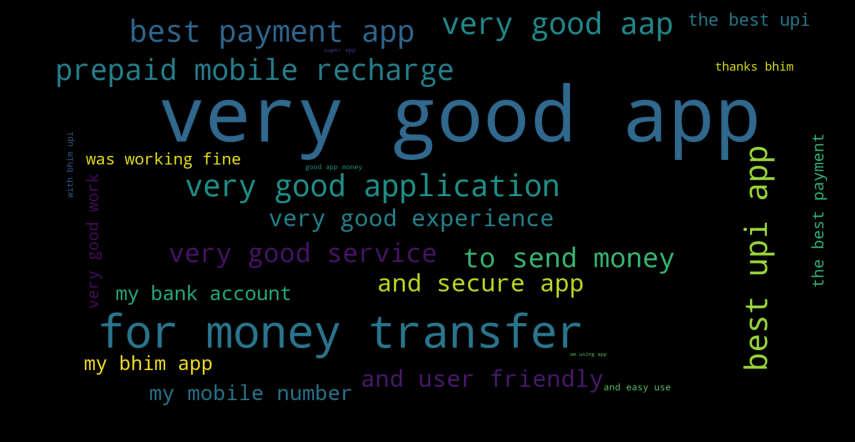 best payment app
very good aap
the best upi
super app
prepaid mobile recharge
thanks bhim
very good app
with bhim upi
was working fine
good app money
very good application
very good work
very good experience
very good service
to send money
best upi app
the best payment
and secure app
my bank account
for money transfer
am using app
my bhim app
and user friendly
and easy use
my mobile number